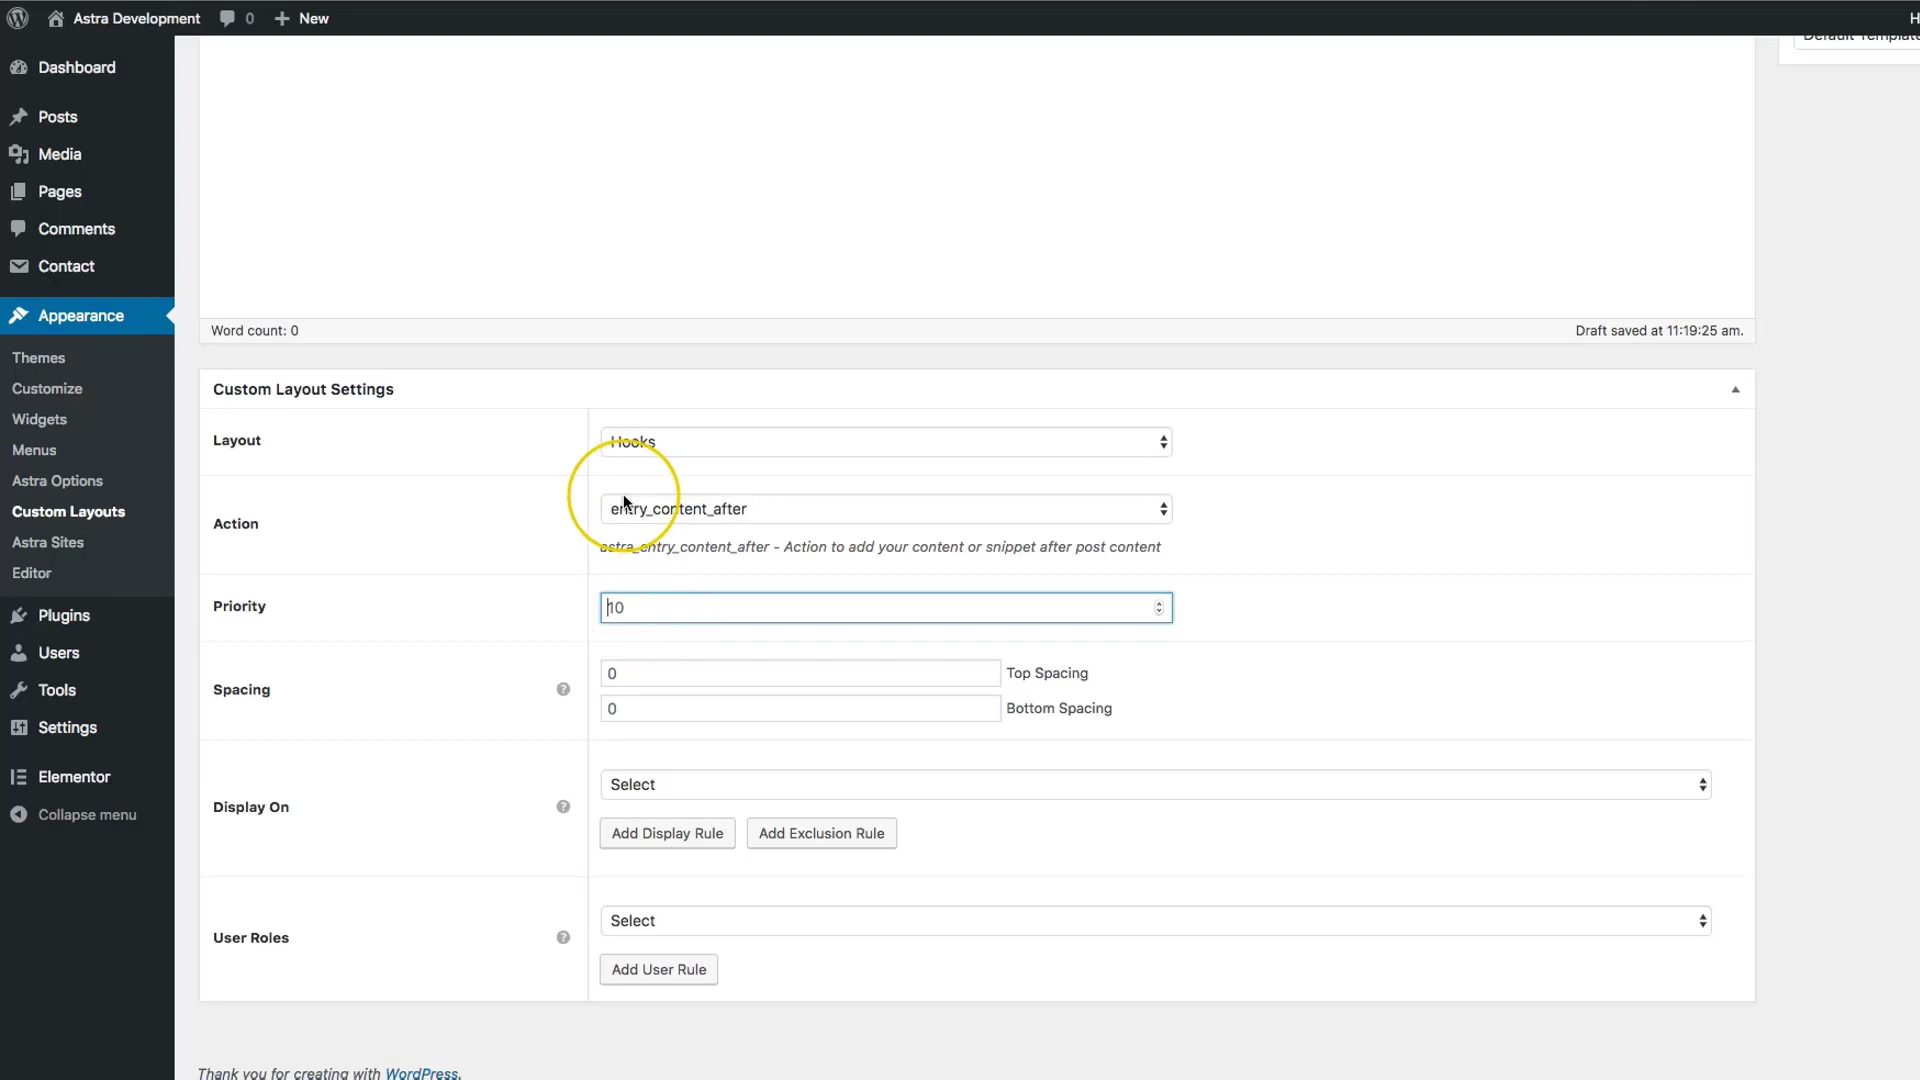 Astra Development 0 New
Dashboard
Posts
Media
Pages
Comments
Contact
Appearance
Themes
Customize
Widgets
Menus
Astra Options
Custom Layouts
Astra Sites
Editor
Plugins
Users
Tools
Settings
Elementor
Collapse menu
Word count: 0
Draft saved at 11:19:25 am.
Custom Layout Settings
Layout
Hooks
Action
entry_content_after
astra_entry_content_after - Action to add your content or snippet after post content
Priority
10
Spacing
0 Top Spacing
0 Bottom Spacing
Display On
Select
Add Display Rule Add Exclusion Rule
User Roles
Select
Add User Rule
Thank you for creating with WordPress.